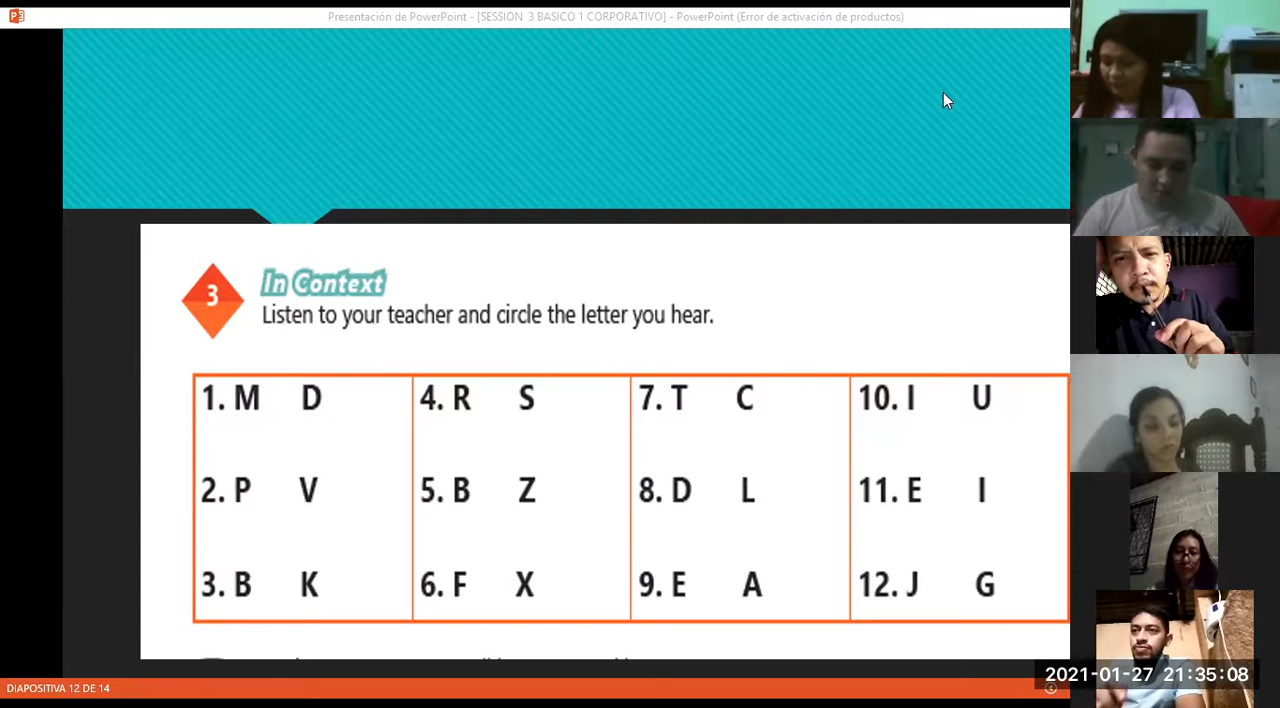 Presentación de PowerPoint - [SESSION 3 BASICO 1 CORPORATIVO] - PowerPoint (Error de activación de productos)
3
In Context
Listen to your teacher and circle the letter you hear.
1. M D 4. R S 7. T C 10. I U
2. P V 5. B Z 8. D L 11. E I
3. B K 6. F X 9. E A 12. J G
2021-01-27 21:35:08
DIAPOSITIVA 12 DE 14